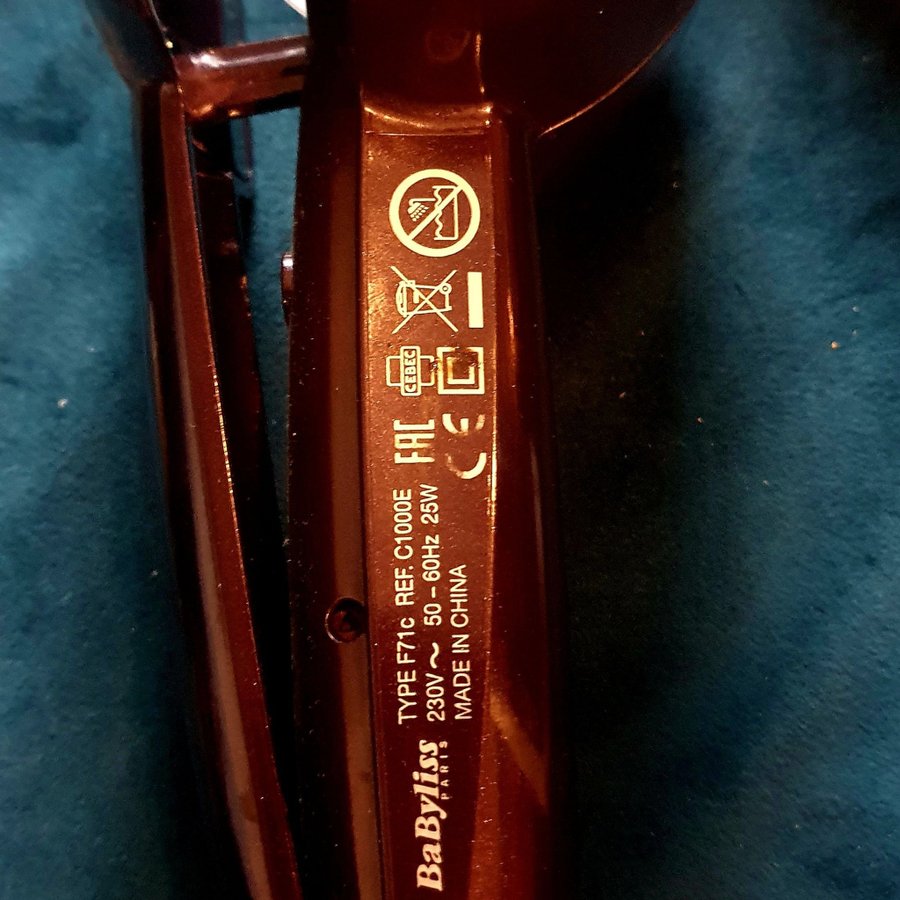 BaByliss
PARIS
TYPE F71c REF. C1000E
230V ~ 50 - 60Hz 25W
MADE IN CHINA
EAC
CE
CEBEC